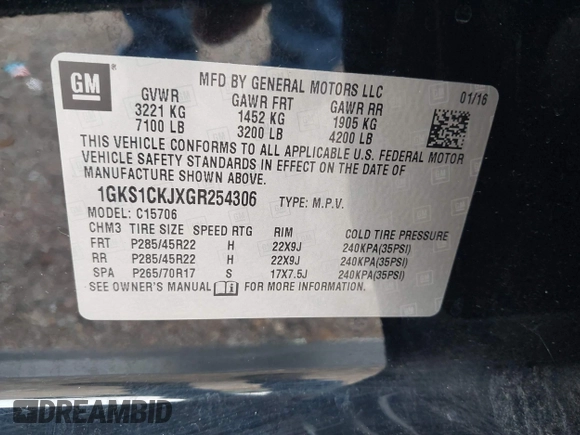 GM ®
MFD BY GENERAL MOTORS LLC
GVWR GAWR FRT GAWR RR 01/16
3221 KG 1452 KG 1905 KG
7100 LB 3200 LB 4200 LB
THIS VEHICLE CONFORMS TO ALL APPLICABLE U.S. FEDERAL MOTOR
VEHICLE SAFETY STANDARDS IN EFFECT ON THE DATE OF
MANUFACTURE SHOWN ABOVE.
1GKS1CKJXGR254306 TYPE: M.P.V.
MODEL: C15706
CHM3 TIRE SIZE SPEED RTG RIM COLD TIRE PRESSURE
FRT P285/45R22 H 22X9J 240KPA(35PSI)
RR P285/45R22 H 22X9J 240KPA(35PSI)
SPA P265/70R17 S 17X7.5J 240KPA(35PSI)
SEE OWNER'S MANUAL FOR MORE INFORMATION.
DREAMBID